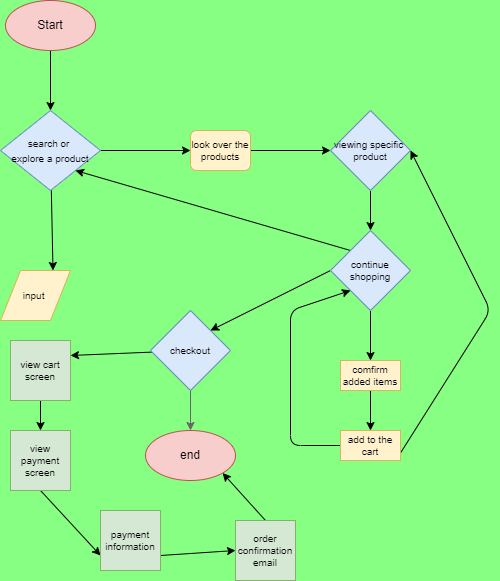 Start
search or
explore a product
look over the
products
viewing specific
product
input
continue
shopping
checkout
view cart
screen
comfirm
added items
view
payment
screen
end
add to the
cart
payment
information
order
confirmation
email